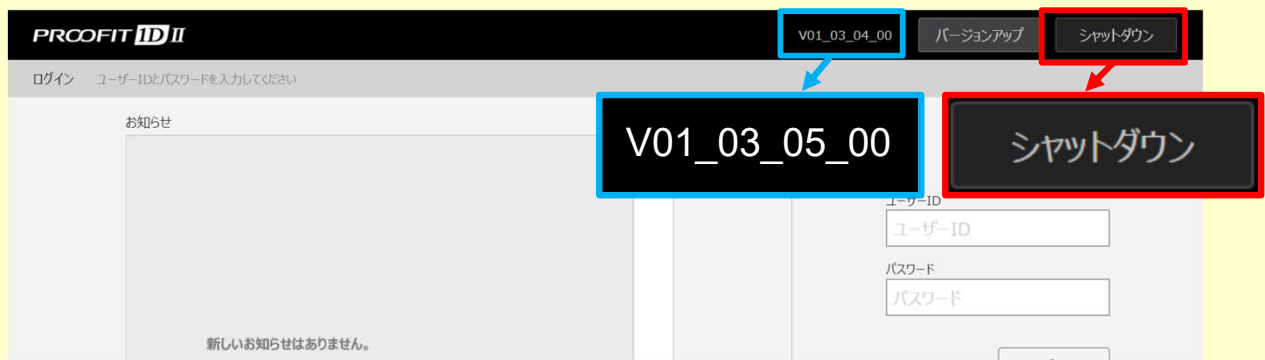 PROOFIT 1D II
V01_03_04_00
バージョンアップ
シャットダウン
ログイン ユーザーIDとパスワードを入力してください
お知らせ
V01_03_05_00
シャットダウン
ユーザーID
ユーザーID
パスワード
パスワード
新しいお知らせはありません。